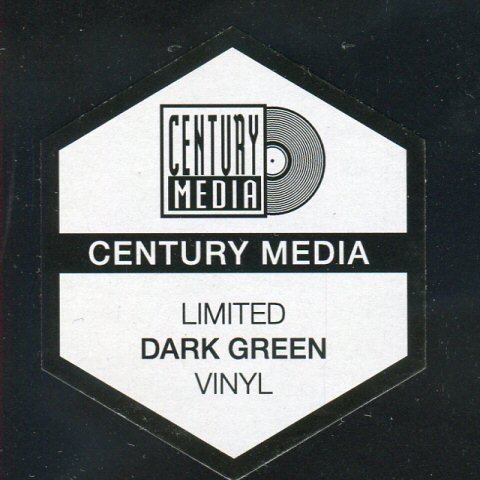 CENTURY
MEDIA
CENTURY MEDIA
LIMITED
DARK GREEN
VINYL